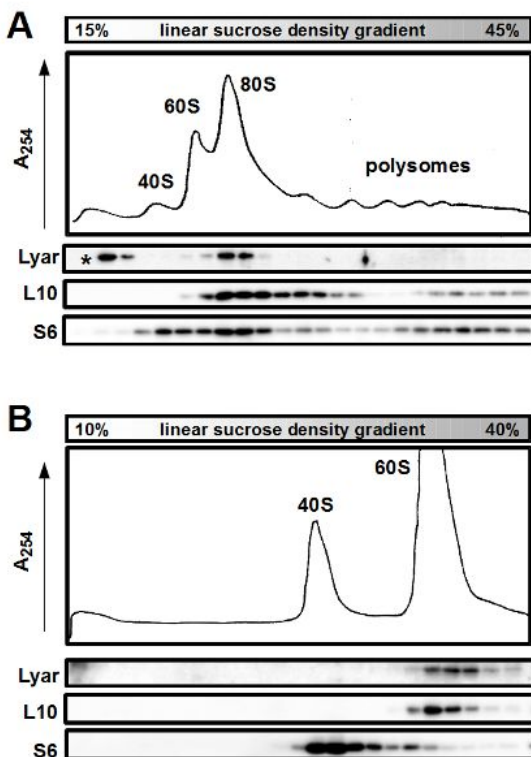 A
15% linear sucrose density gradient 45%
80S
60S
40S
polysomes
A254
* 
Lyar
L10
S6
B
10% linear sucrose density gradient 40%
60S
40S
A254
Lyar
L10
S6